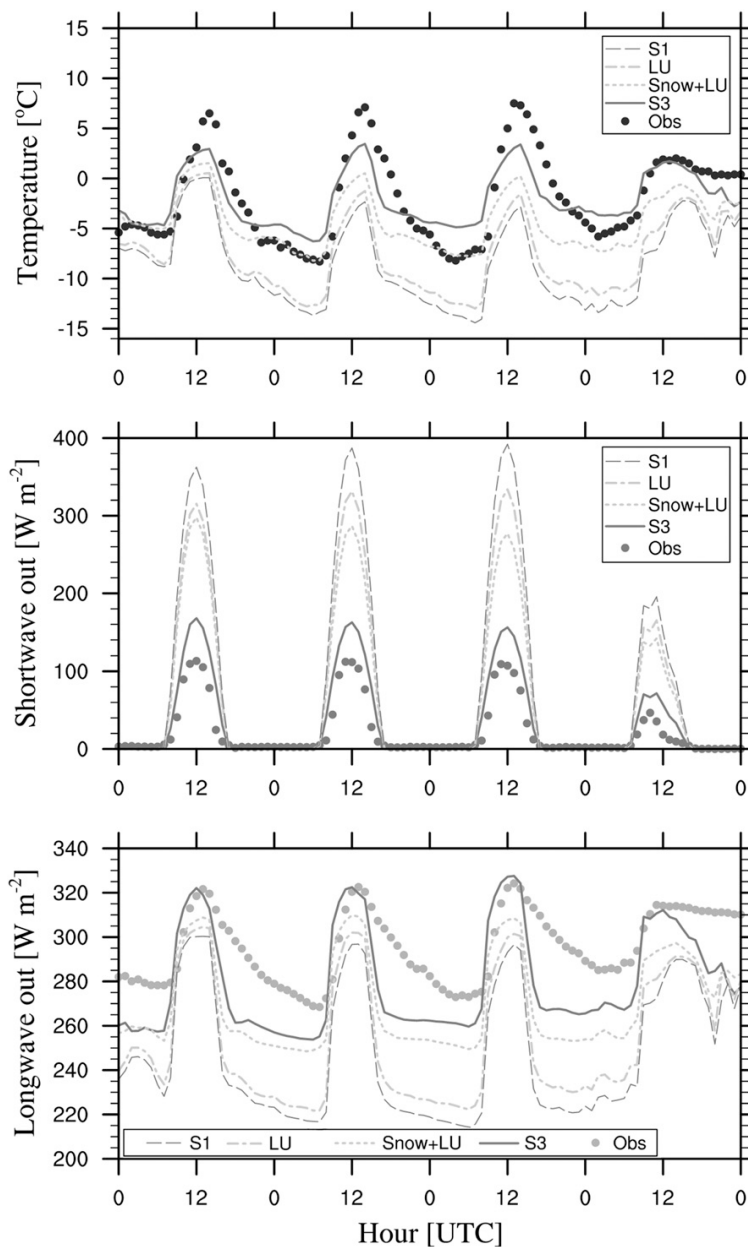 15
10
5
0
-5
-10
-15
Temperature [°C]
S1
LU
Snow+LU
S3
Obs
0 12 0 12 0 12 0 12 0
400
300
200
100
0
Shortwave out [W m⁻²]
S1
LU
Snow+LU
S3
Obs
0 12 0 12 0 12 0 12 0
340
320
300
280
260
240
220
200
Longwave out [W m⁻²]
S1 LU Snow+LU S3 Obs
0 12 0 12 0 12 0 12 0
Hour [UTC]